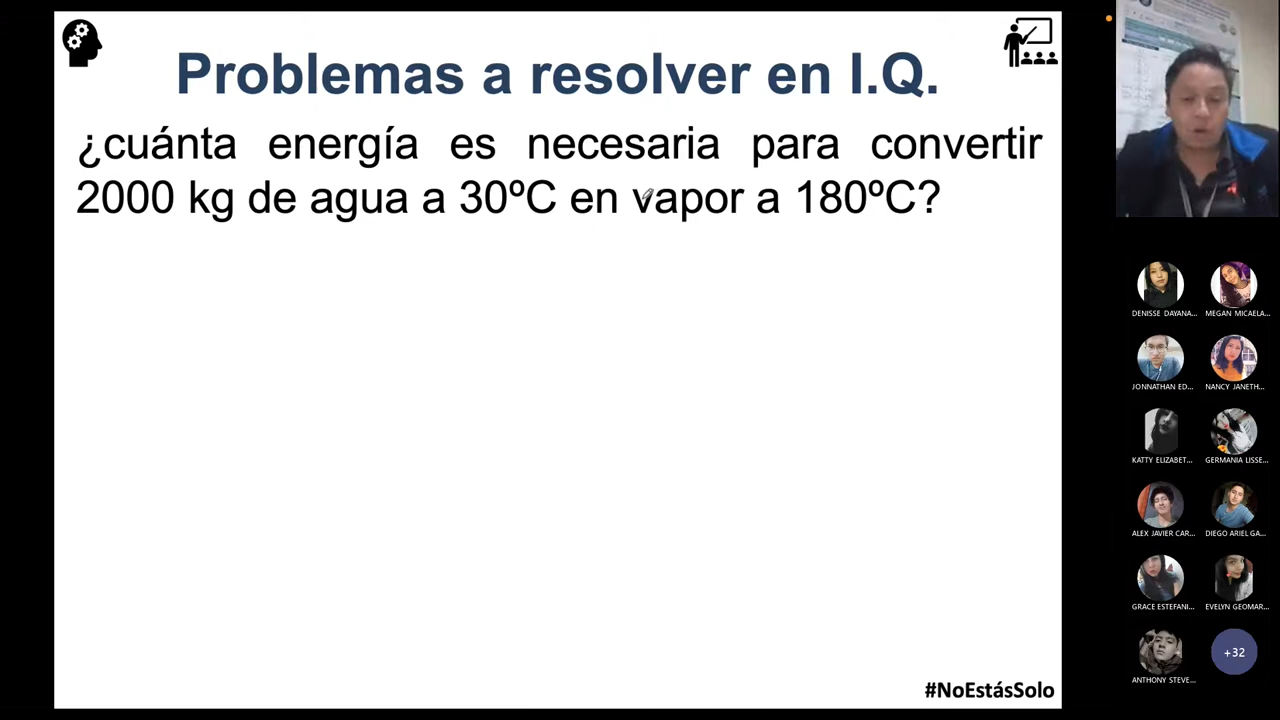 Problemas a resolver en I.Q.
¿cuánta energía es necesaria para convertir
2000 kg de agua a 30ºC en vapor a 180ºC?
#NoEstásSolo
DENISSE DAYANA...
MEGAN MICAELA...
JONNATHAN ED...
NANCY JANETH...
KATTY ELIZABET...
GERMANIA LISSE...
ALEX JAVIER CAR...
DIEGO ARIEL GA...
GRACE ESTEFANI...
EVELYN GEOMAR...
ANTHONY STEVE...
+32